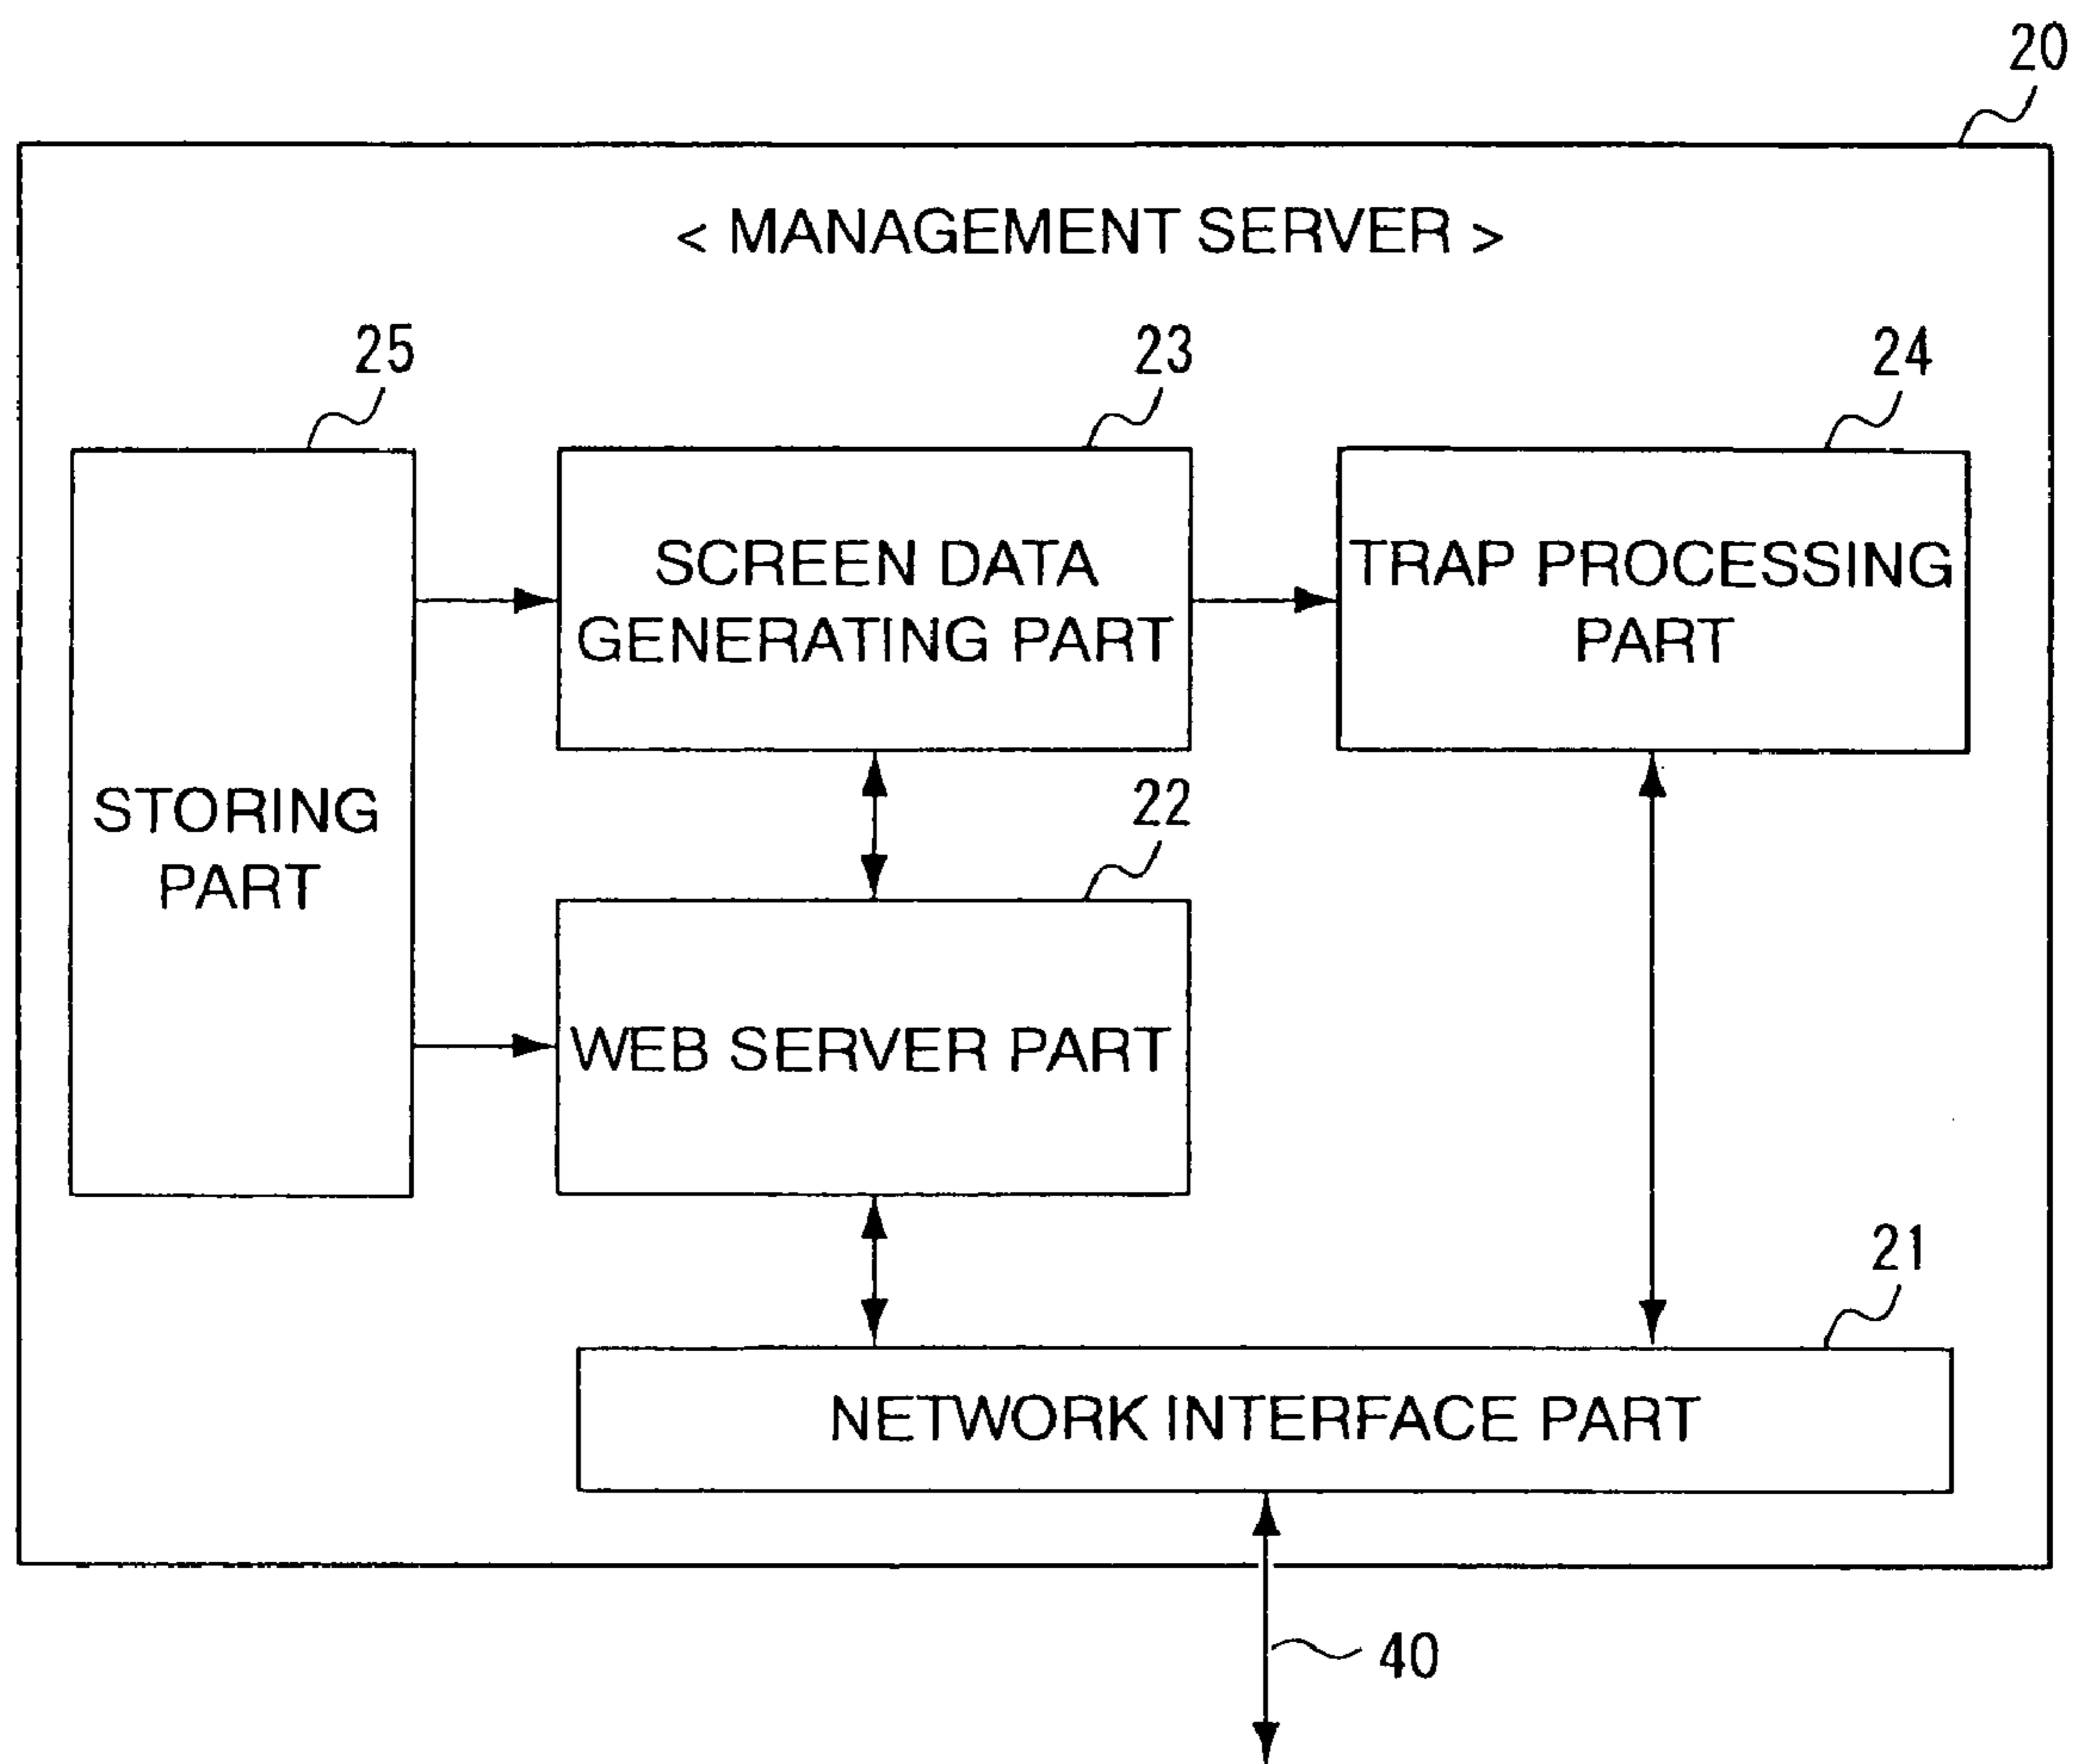 20
< MANAGEMENT SERVER >
25
23
24
STORING
PART
SCREEN DATA
GENERATING PART
TRAP PROCESSING
PART
22
WEB SERVER PART
21
NETWORK INTERFACE PART
40